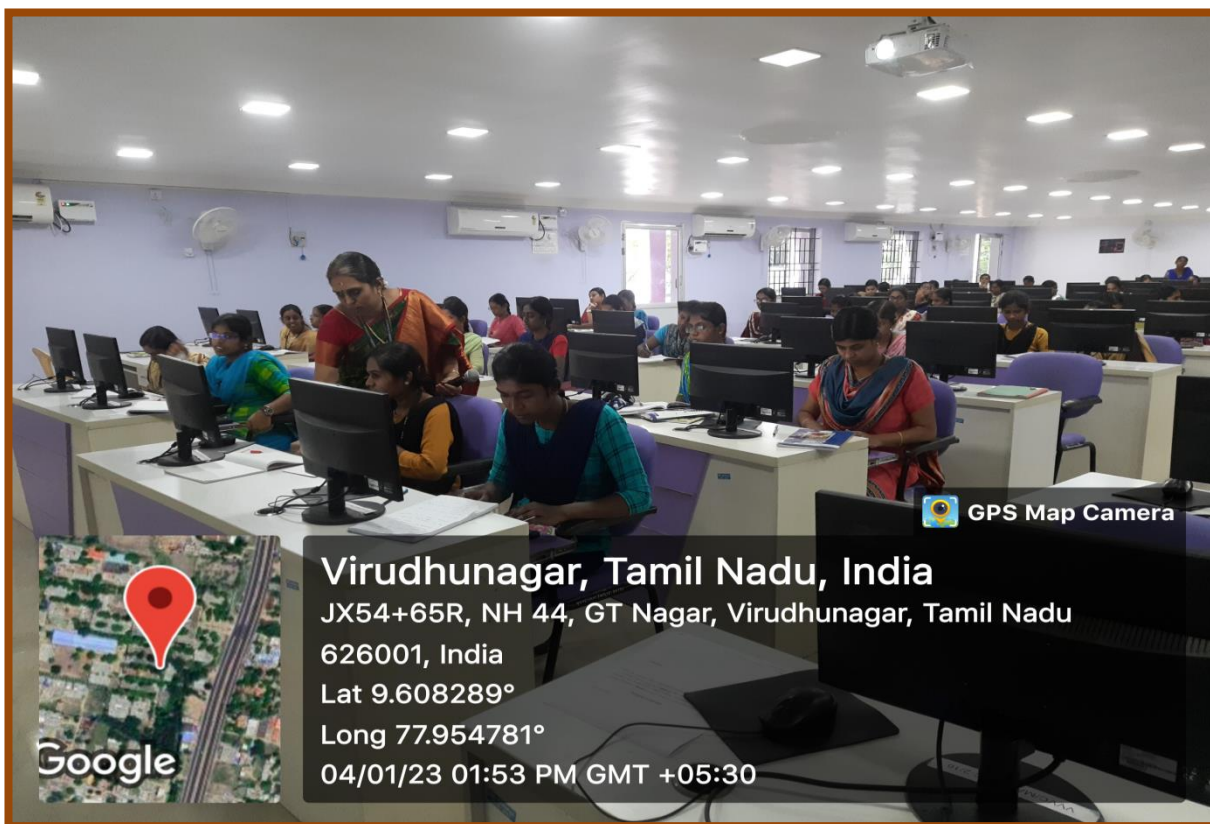 GPS Map Camera
Virudhunagar, Tamil Nadu, India
JX54+65R, NH 44, GT Nagar, Virudhunagar, Tamil Nadu
626001, India
Lat 9.608289°
Long 77.954781°
04/01/23 01:53 PM GMT +05:30
Google